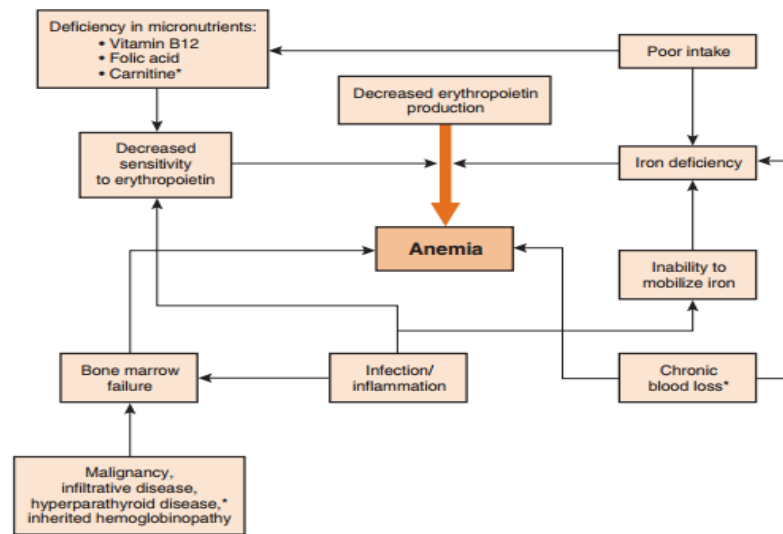 Deficiency in micronutrients:
• Vitamin B12
• Folic acid
• Carnitine*
Poor intake
Decreased erythropoietin
production
Decreased
sensitivity
to erythropoietin
Iron deficiency
Anemia
Inability to
mobilize iron
Bone marrow
failure
Infection/
inflammation
Chronic
blood loss*
Malignancy,
infiltrative disease,
hyperparathyroid disease,*
inherited hemoglobinopathy